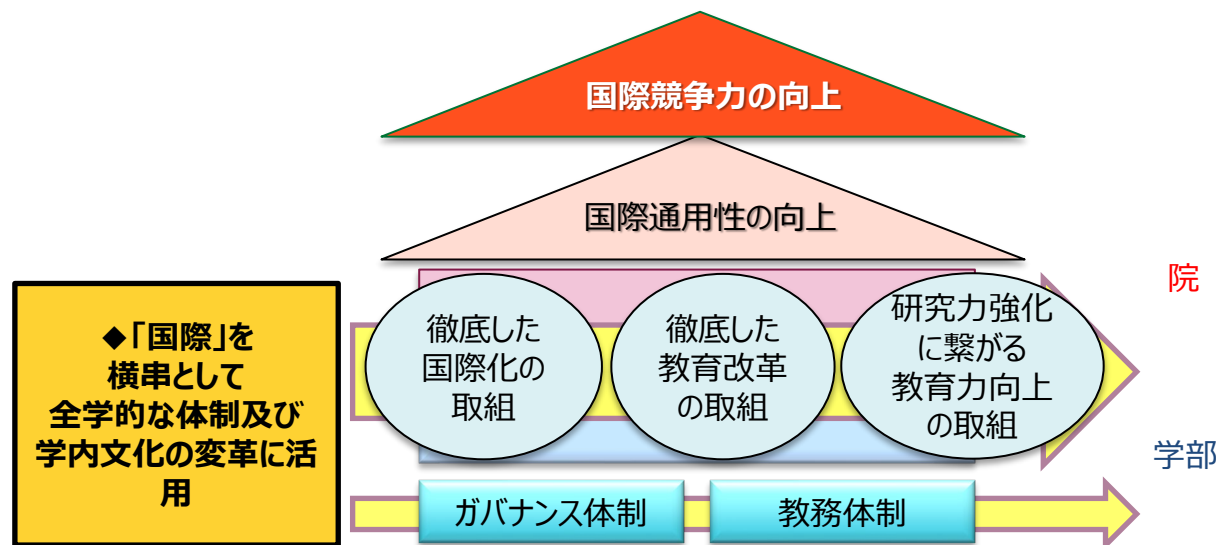 国際競争力の向上
国際通用性の向上
院
◆「国際」を
横串として
全学的な体制及び
学内文化の変革に活
用
徹底した
国際化の
取組
徹底した
教育改革
の取組
研究力強化
に繋がる
教育力向上
の取組
学部
ガバナンス体制
教務体制